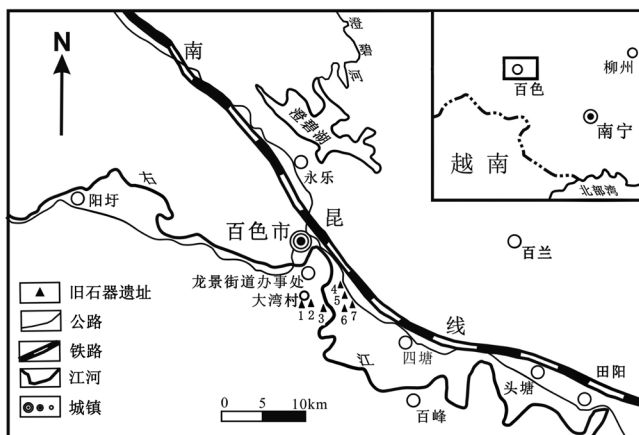 N
南
昆
线
澄碧河
澄碧湖
永乐
右
江
阳圩
百色市
龙景街道办事处
大湾村
1 2 3
4
5
6 7
四塘
百峰
百兰
头塘
田阳
旧石器遗址
公路
铁路
江河
城镇
0 5 10km
柳州
百色
南宁
越南
北部湾